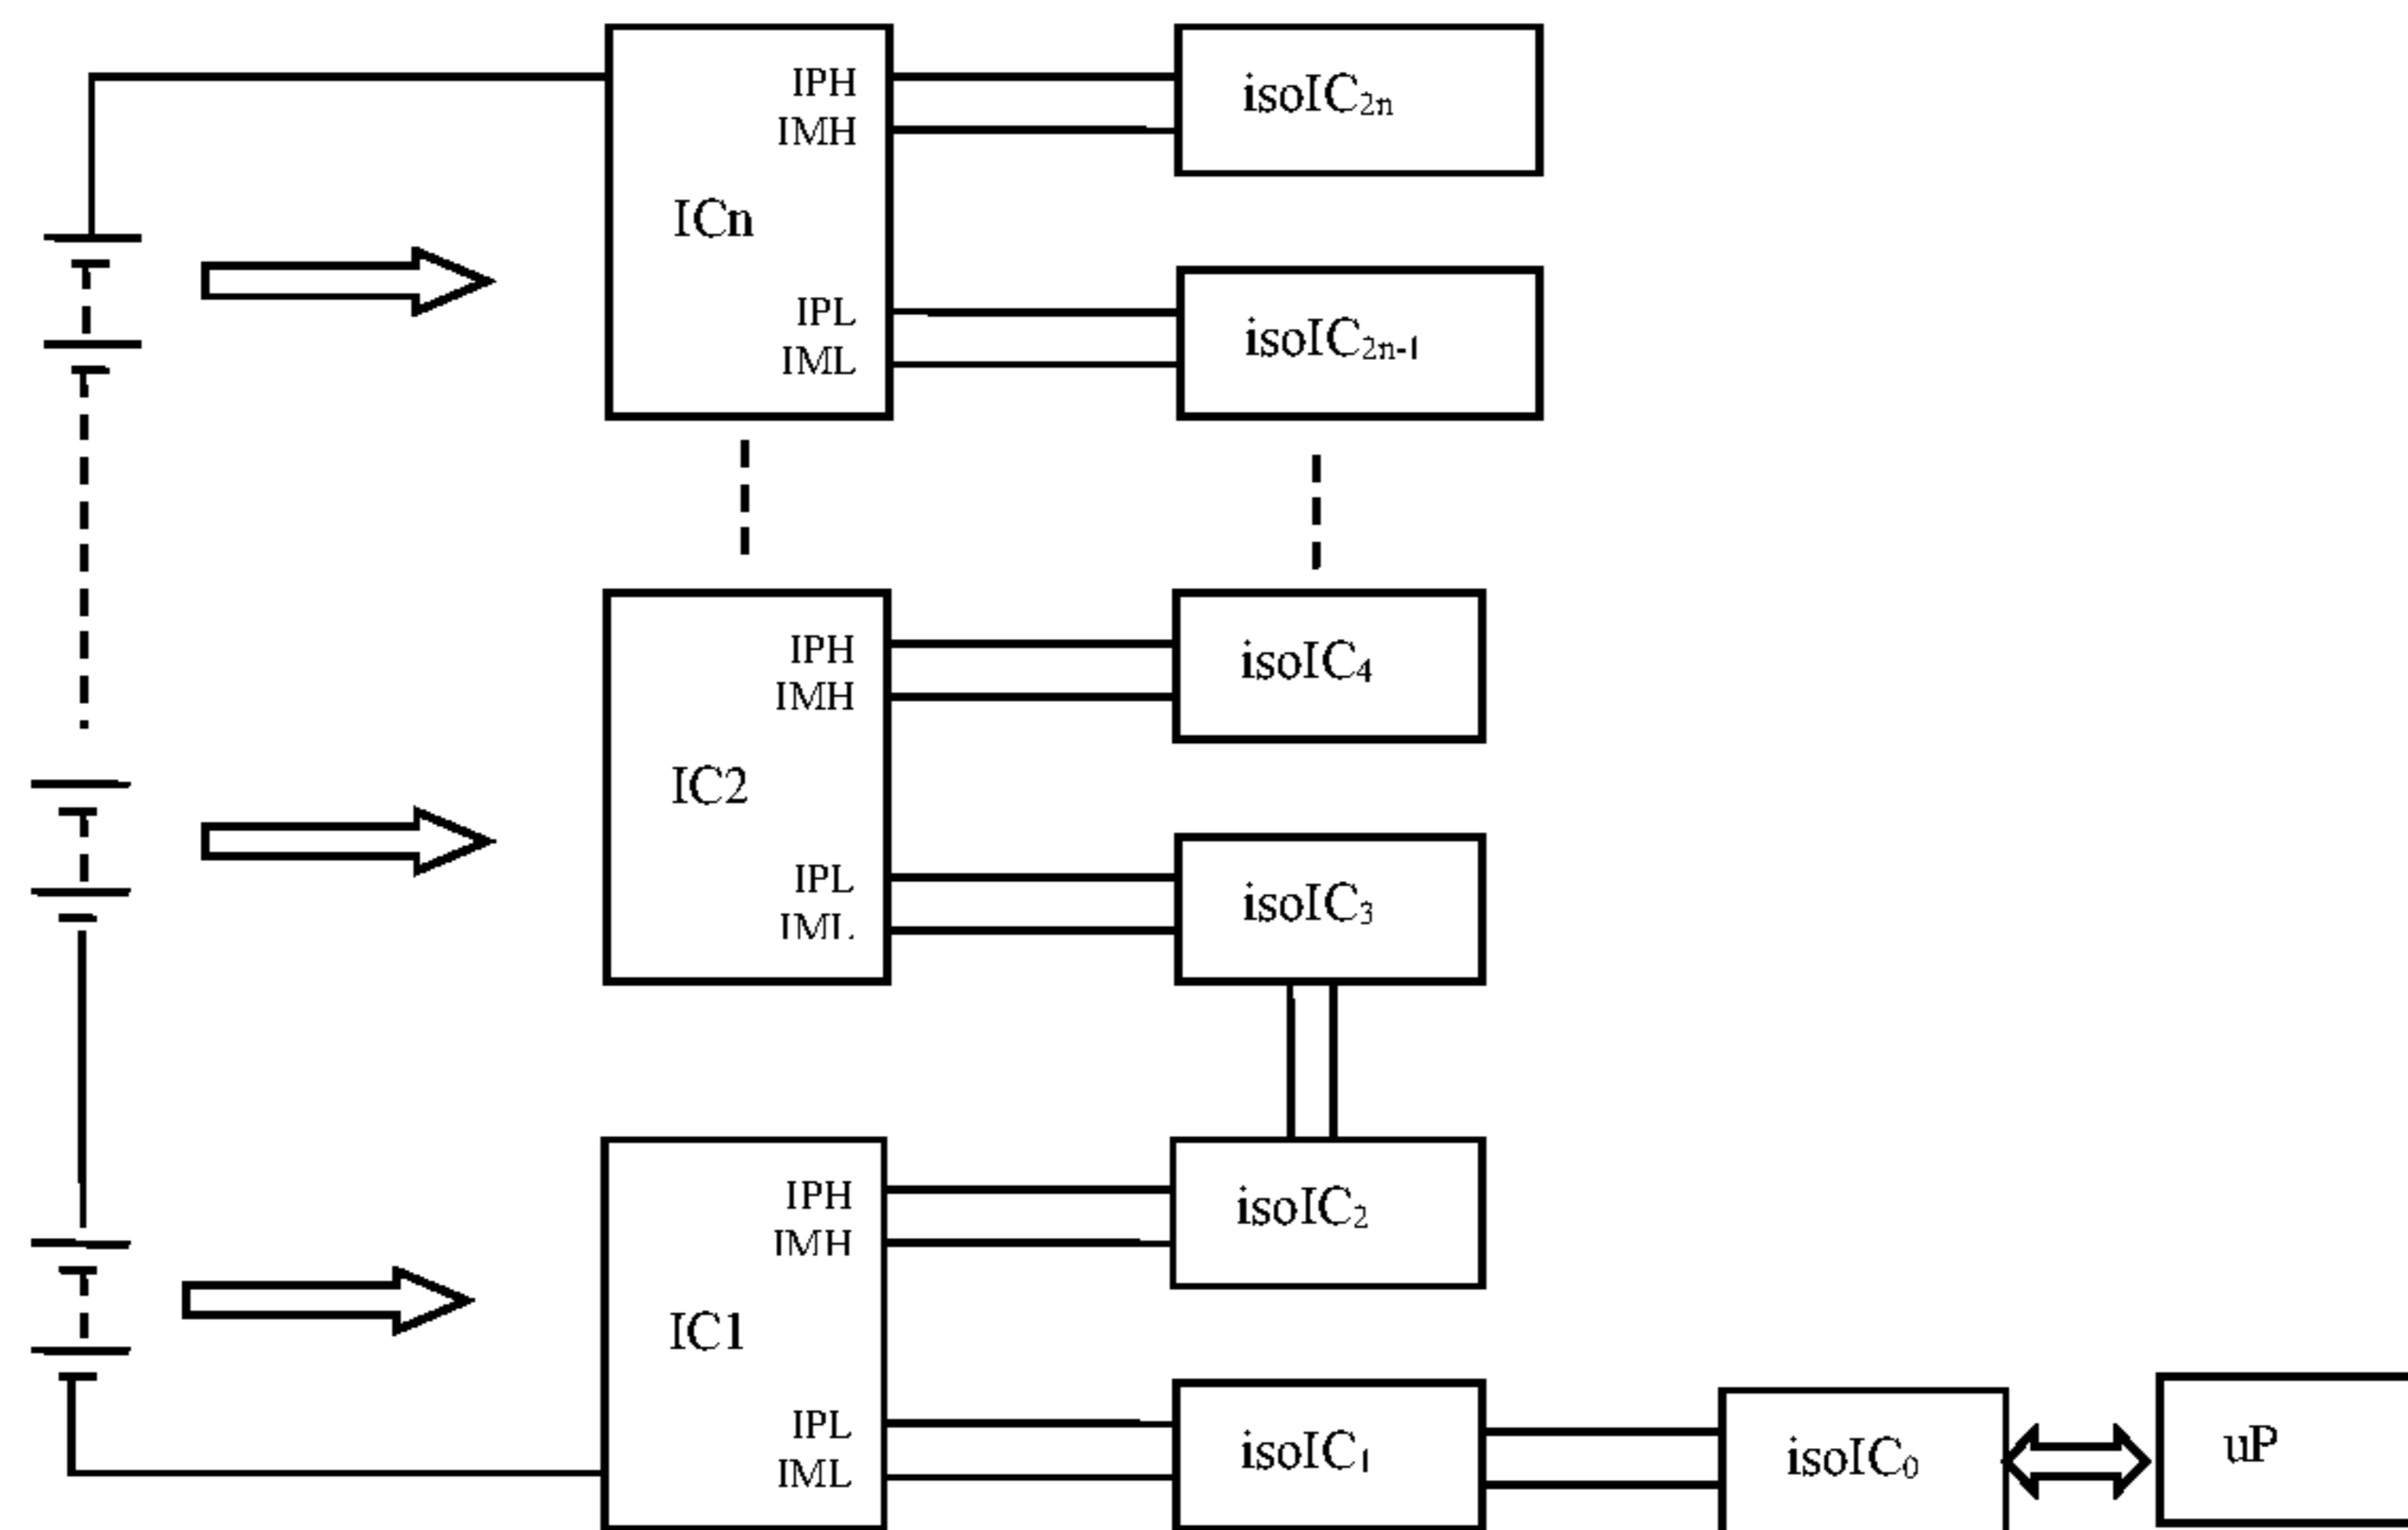 IPH
isoIC₂ₙ
IMH
ICn
IPL
isoIC₂ₙ₋₁
IML
IPH
isoIC₄
IMH
IC2
IPL
isoIC₃
IML
IPH
isoIC₂
IMH
IC1
IPL
isoIC₁
isoIC₀
uP
IML